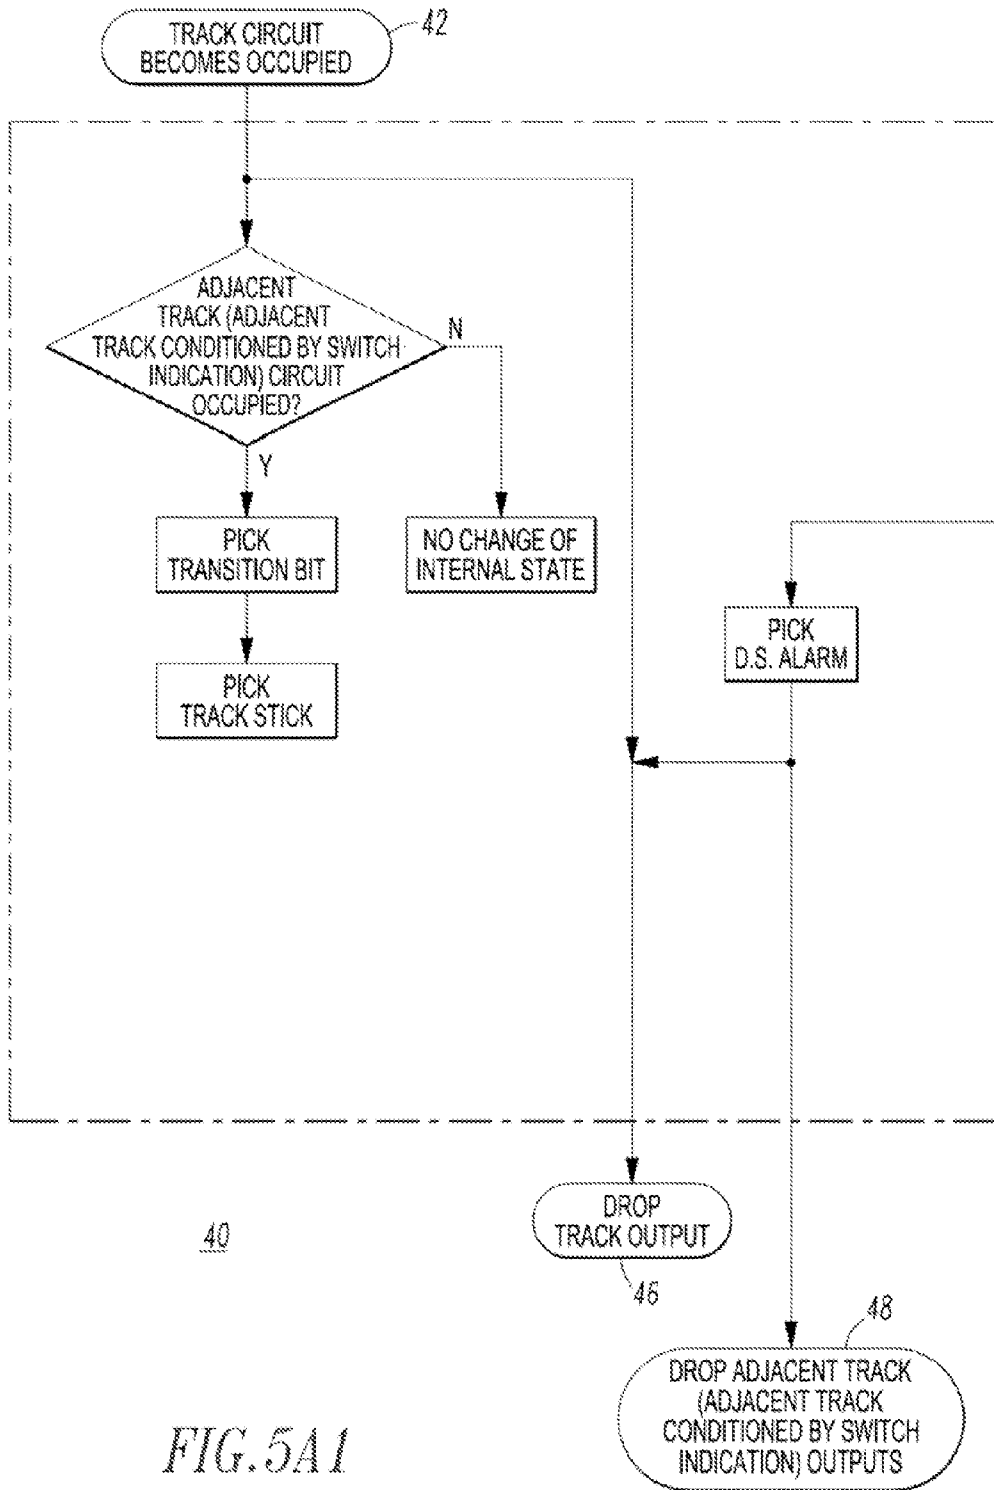 TRACK CIRCUIT
BECOMES OCCUPIED
42
ADJACENT
TRACK (ADJACENT
TRACK CONDITIONED BY SWITCH
INDICATION) CIRCUIT
OCCUPIED?
N
Y
PICK
TRANSITION BIT
NO CHANGE OF
INTERNAL STATE
PICK
D.S. ALARM
PICK
TRACK STICK
DROP
TRACK OUTPUT
40
46
48
DROP ADJACENT TRACK
(ADJACENT TRACK
CONDITIONED BY SWITCH
INDICATION) OUTPUTS
FIG. 5A1